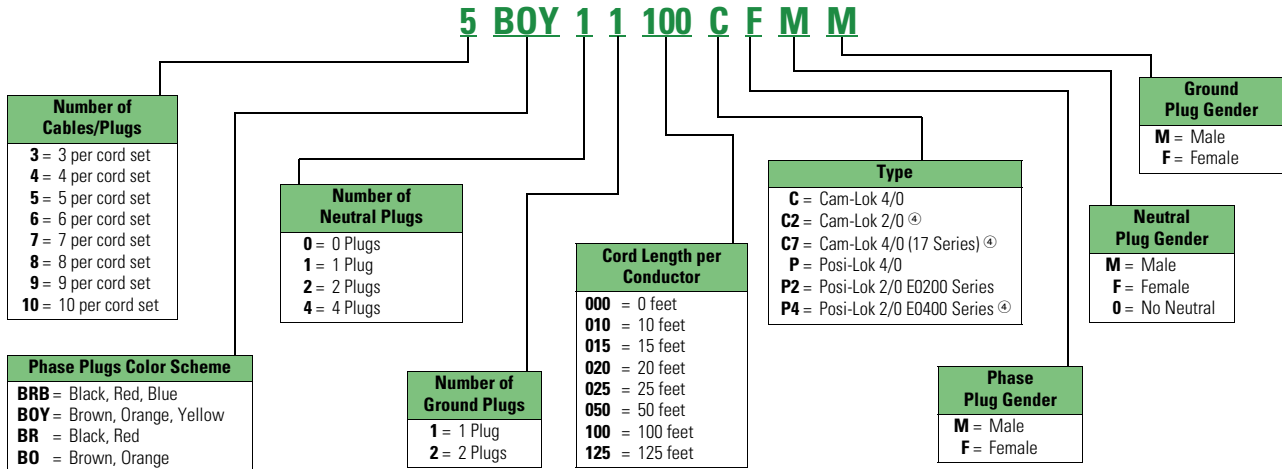 5 BOY 1 1 100 C F M M
Number of
Cables/Plugs
3 = 3 per cord set
4 = 4 per cord set
5 = 5 per cord set
6 = 6 per cord set
7 = 7 per cord set
8 = 8 per cord set
9 = 9 per cord set
10 = 10 per cord set
Phase Plugs Color Scheme
BRB = Black, Red, Blue
BOY = Brown, Orange, Yellow
BR = Black, Red
BO = Brown, Orange
Number of
Neutral Plugs
0 = 0 Plugs
1 = 1 Plug
2 = 2 Plugs
4 = 4 Plugs
Number of
Ground Plugs
1 = 1 Plug
2 = 2 Plugs
Cord Length per
Conductor
000 = 0 feet
010 = 10 feet
015 = 15 feet
020 = 20 feet
025 = 25 feet
050 = 50 feet
100 = 100 feet
125 = 125 feet
Type
C = Cam-Lok 4/0
C2 = Cam-Lok 2/0 ④
C7 = Cam-Lok 4/0 (17 Series) ④
P = Posi-Lok 4/0
P2 = Posi-Lok 2/0 E0200 Series
P4 = Posi-Lok 2/0 E0400 Series ④
Phase
Plug Gender
M = Male
F = Female
Neutral
Plug Gender
M = Male
F = Female
0 = No Neutral
Ground
Plug Gender
M = Male
F = Female